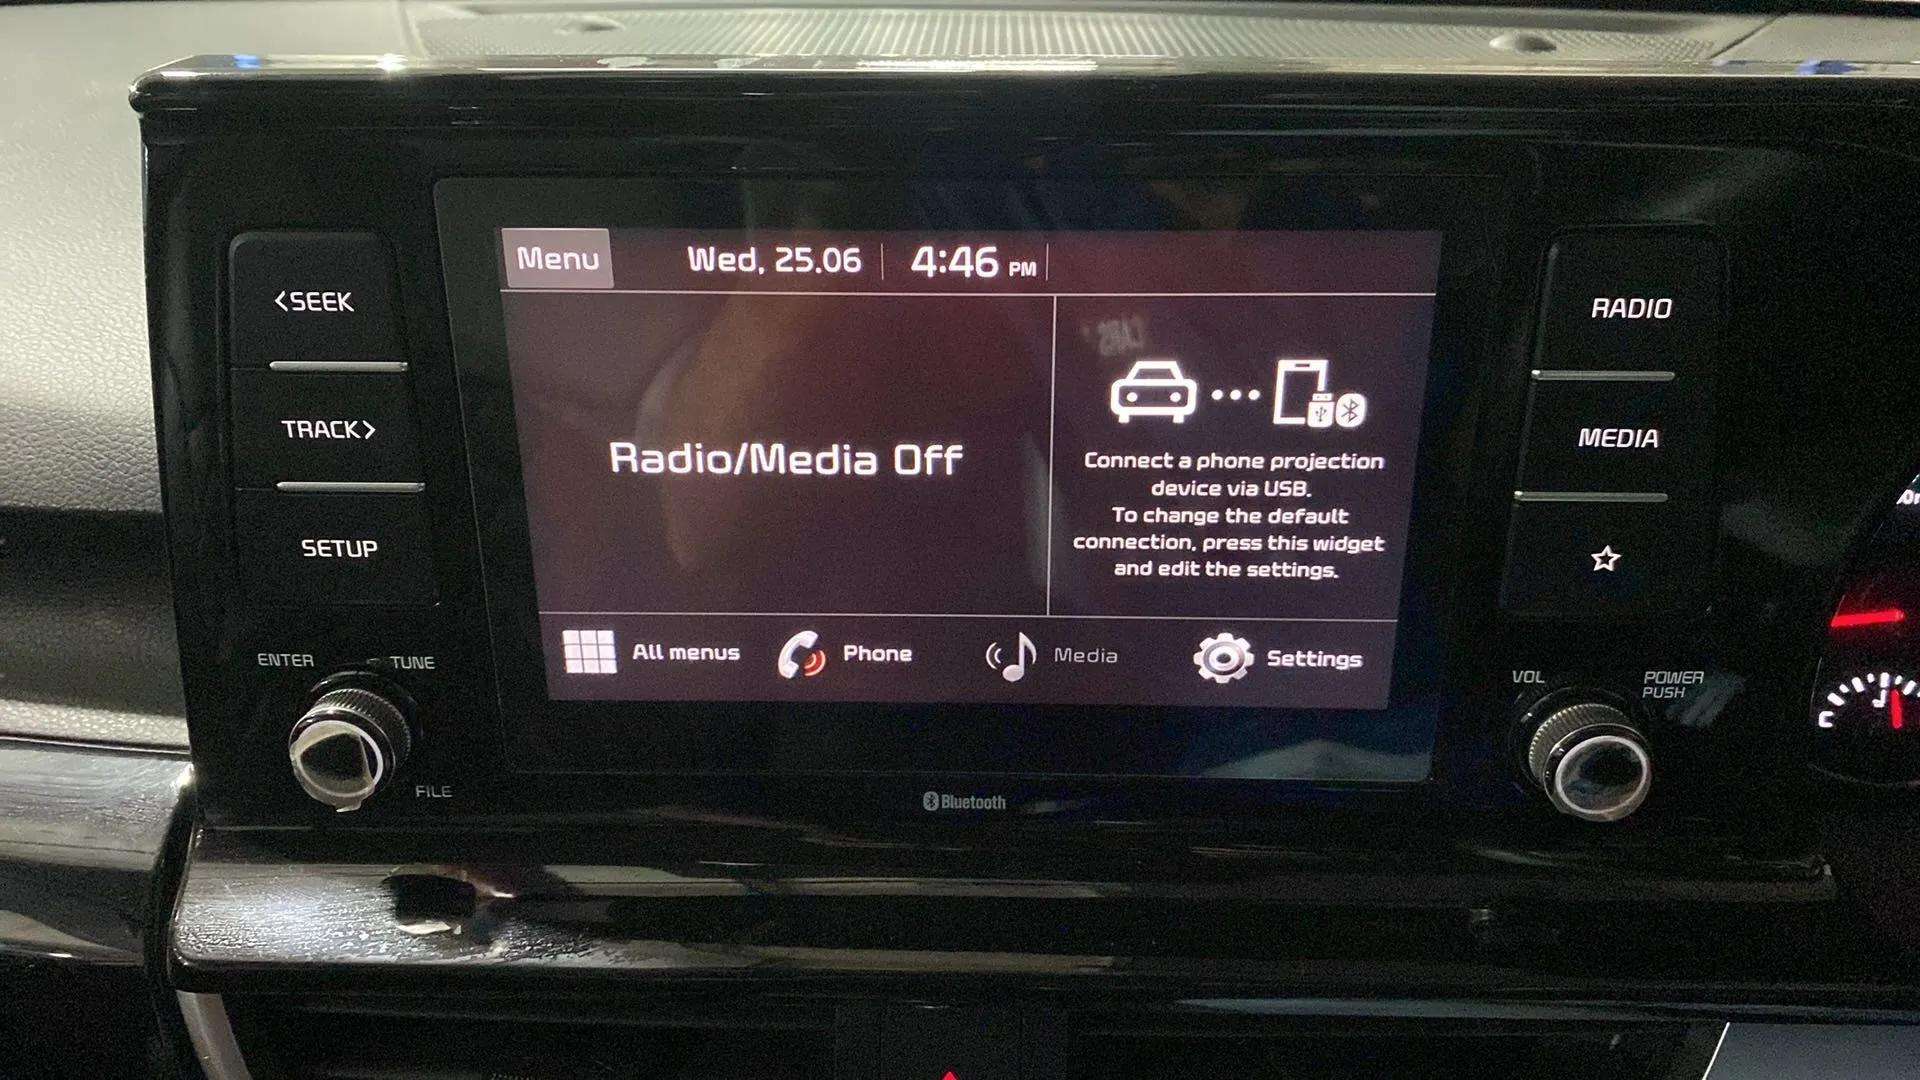 Menu
Wed, 25.06
4:46 PM
<SEEK
TRACK>
SETUP
ENTER
TUNE
FILE
Radio/Media Off
Connect a phone projection
device via USB.
To change the default
connection, press this widget
and edit the settings.
All menus
Phone
Media
Settings
Bluetooth
RADIO
MEDIA
VOL
POWER
PUSH